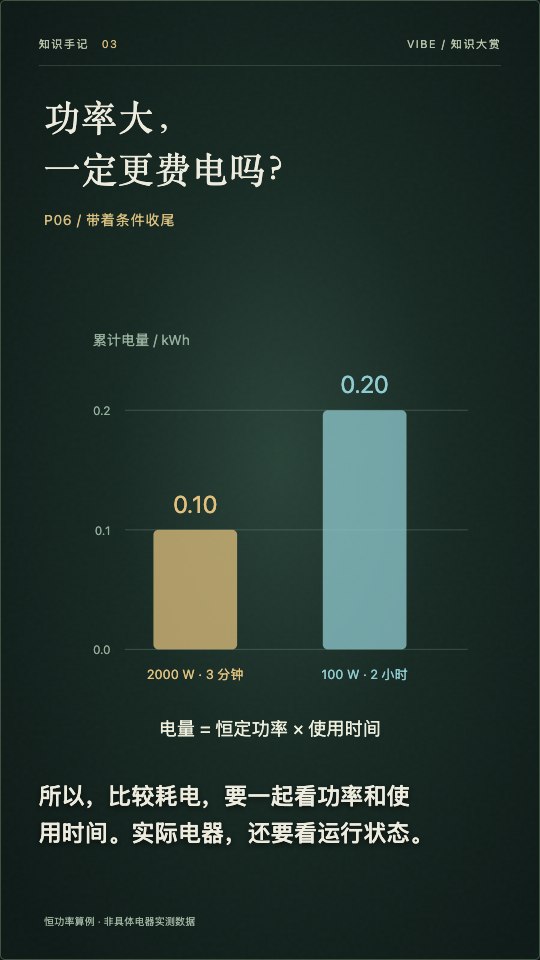 知识手记 03
VIBE / 知识大赏
功率大，
一定更费电吗？
P06 / 带着条件收尾
累计电量 / kWh
0.20
0.2
0.10
0.1
0.0
2000 W · 3 分钟
100 W · 2 小时
电量 = 恒定功率 × 使用时间
所以，比较耗电，要一起看功率和使
用时间。实际电器，还要看运行状态。
恒功率算例 · 非具体电器实测数据